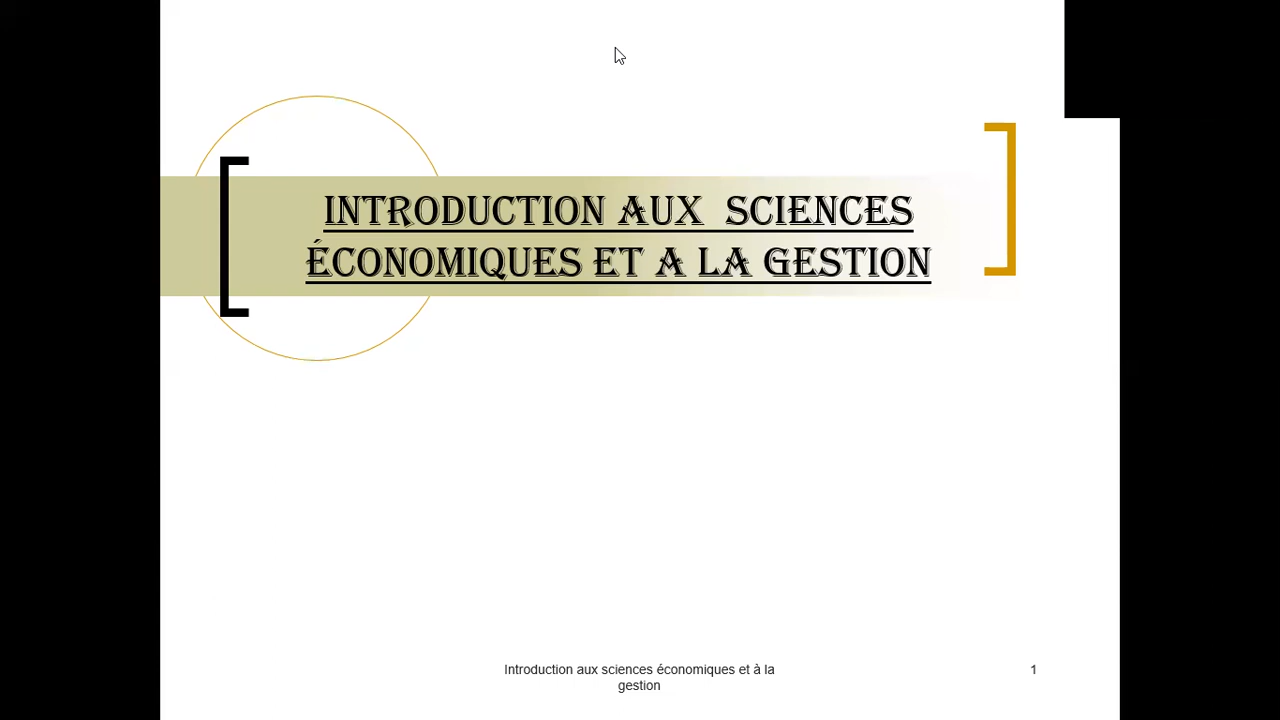 INTRODUCTION AUX SCIENCES
ÉCONOMIQUES ET A LA GESTION
Introduction aux sciences économiques et à la
gestion
1